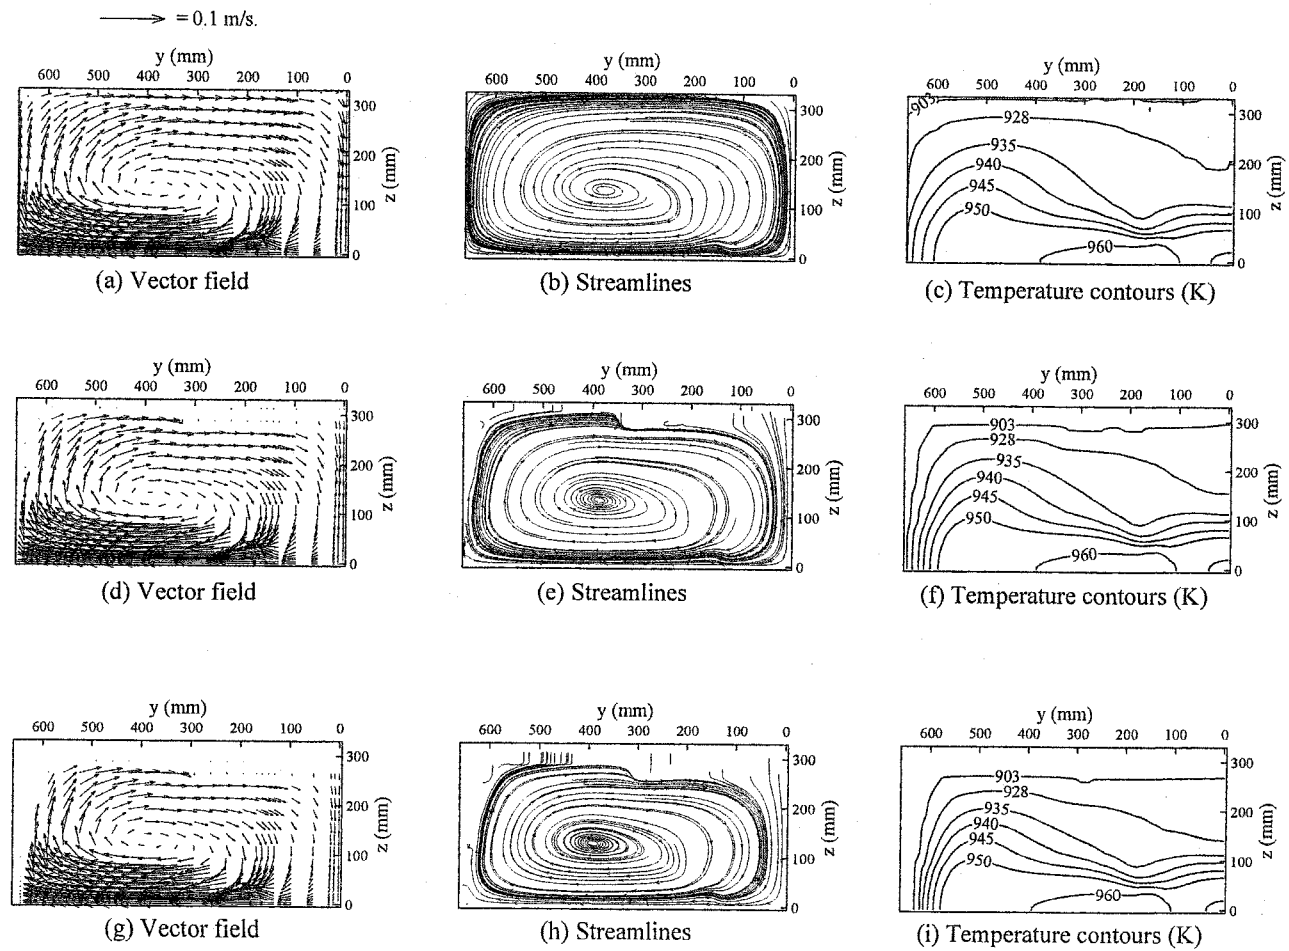 = 0.1 m/s.
y (mm)
600 500 400 300 200 100 0
300
200
100
0
z (mm)
(a) Vector field
y (mm)
600 500 400 300 200 100 0
300
200
100
0
z (mm)
(b) Streamlines
y (mm)
600 500 400 300 200 100 0
300
200
100
0
z (mm)
903
928
935
940
945
950
960
(c) Temperature contours (K)
y (mm)
600 500 400 300 200 100 0
300
200
100
0
z (mm)
(d) Vector field
y (mm)
600 500 400 300 200 100 0
300
200
100
0
z (mm)
(e) Streamlines
y (mm)
600 500 400 300 200 100 0
300
200
100
0
z (mm)
903
928
935
940
945
950
960
(f) Temperature contours (K)
y (mm)
600 500 400 300 200 100 0
300
200
100
0
z (mm)
(g) Vector field
y (mm)
600 500 400 300 200 100 0
300
200
100
0
z (mm)
(h) Streamlines
y (mm)
600 500 400 300 200 100 0
300
200
100
0
z (mm)
903
928
935
940
945
950
960
(i) Temperature contours (K)